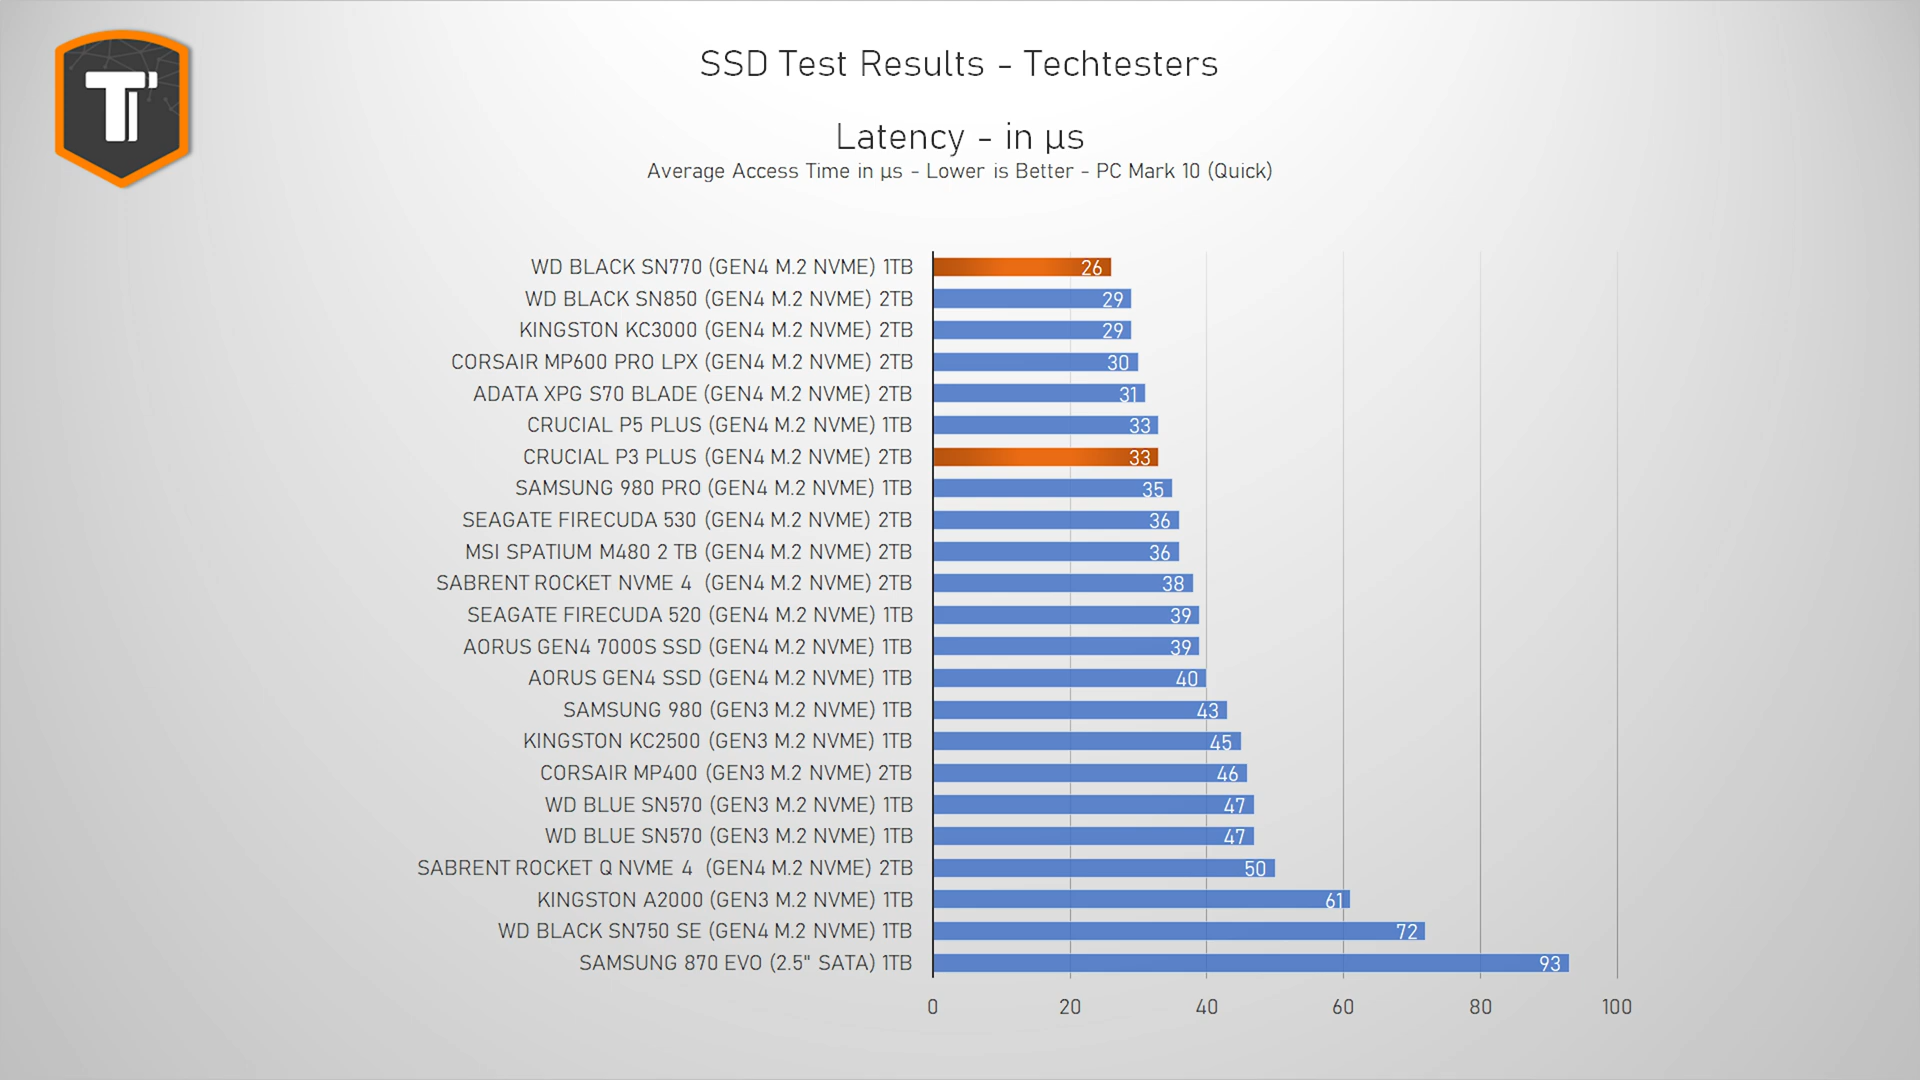 SSD Test Results - Techtesters
Latency - in µs
Average Access Time in µs - Lower is Better - PC Mark 10 (Quick)
WD BLACK SN770 (GEN4 M.2 NVME) 1TB 26
WD BLACK SN850 (GEN4 M.2 NVME) 2TB 29
KINGSTON KC3000 (GEN4 M.2 NVME) 2TB 29
CORSAIR MP600 PRO LPX (GEN4 M.2 NVME) 2TB 30
ADATA XPG S70 BLADE (GEN4 M.2 NVME) 2TB 31
CRUCIAL P5 PLUS (GEN4 M.2 NVME) 1TB 33
CRUCIAL P3 PLUS (GEN4 M.2 NVME) 2TB 33
SAMSUNG 980 PRO (GEN4 M.2 NVME) 1TB 35
SEAGATE FIRECUDA 530 (GEN4 M.2 NVME) 2TB 36
MSI SPATIUM M480 2 TB (GEN4 M.2 NVME) 2TB 36
SABRENT ROCKET NVME 4 (GEN4 M.2 NVME) 2TB 38
SEAGATE FIRECUDA 520 (GEN4 M.2 NVME) 1TB 39
AORUS GEN4 7000S SSD (GEN4 M.2 NVME) 1TB 39
AORUS GEN4 SSD (GEN4 M.2 NVME) 1TB 40
SAMSUNG 980 (GEN3 M.2 NVME) 1TB 43
KINGSTON KC2500 (GEN3 M.2 NVME) 1TB 45
CORSAIR MP400 (GEN3 M.2 NVME) 2TB 46
WD BLUE SN570 (GEN3 M.2 NVME) 1TB 47
WD BLUE SN570 (GEN3 M.2 NVME) 1TB 47
SABRENT ROCKET Q NVME 4 (GEN4 M.2 NVME) 2TB 50
KINGSTON A2000 (GEN3 M.2 NVME) 1TB 61
WD BLACK SN750 SE (GEN4 M.2 NVME) 1TB 72
SAMSUNG 870 EVO (2.5" SATA) 1TB 93
0 20 40 60 80 100